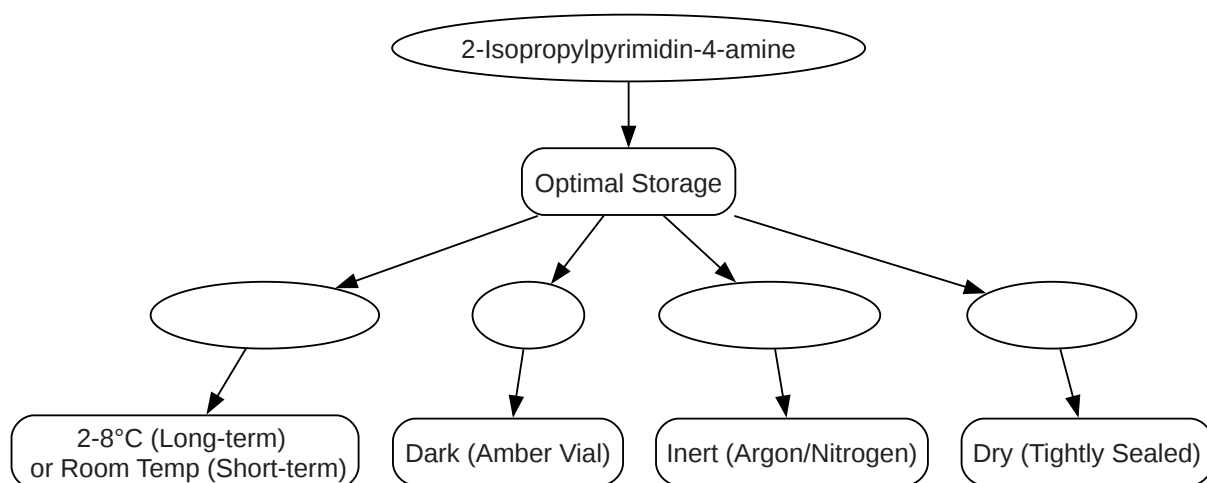 2-Isopropylpyrimidin-4-amine
Optimal Storage
2-8°C (Long-term)
or Room Temp (Short-term)
Dark (Amber Vial)
Inert (Argon/Nitrogen)
Dry (Tightly Sealed)